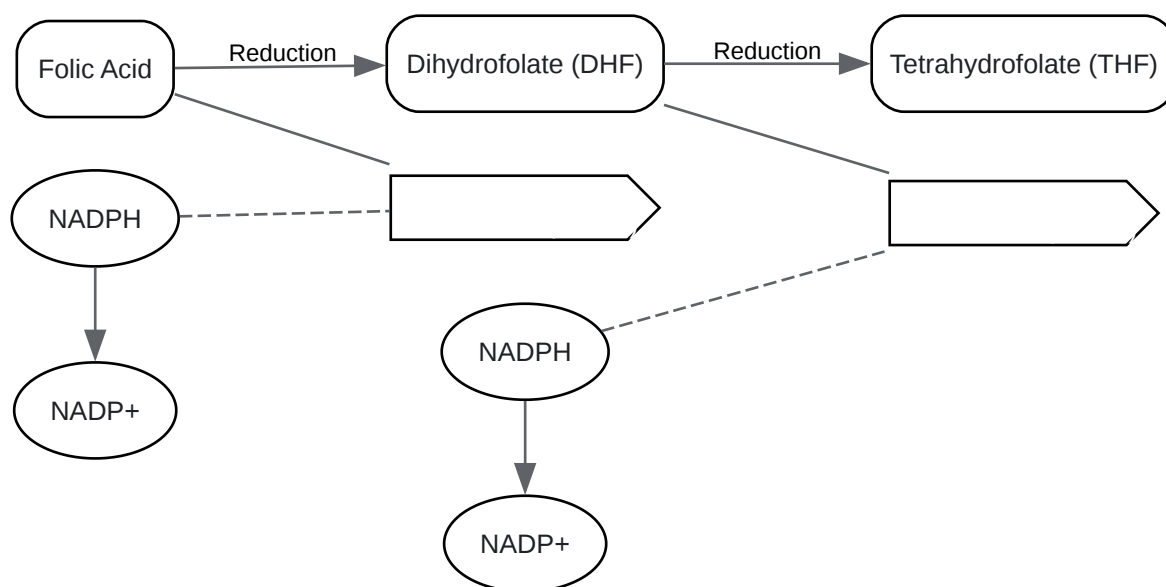 Folic Acid
Reduction
Dihydrofolate (DHF)
Reduction
Tetrahydrofolate (THF)
NADPH
NADP+
NADPH
NADP+